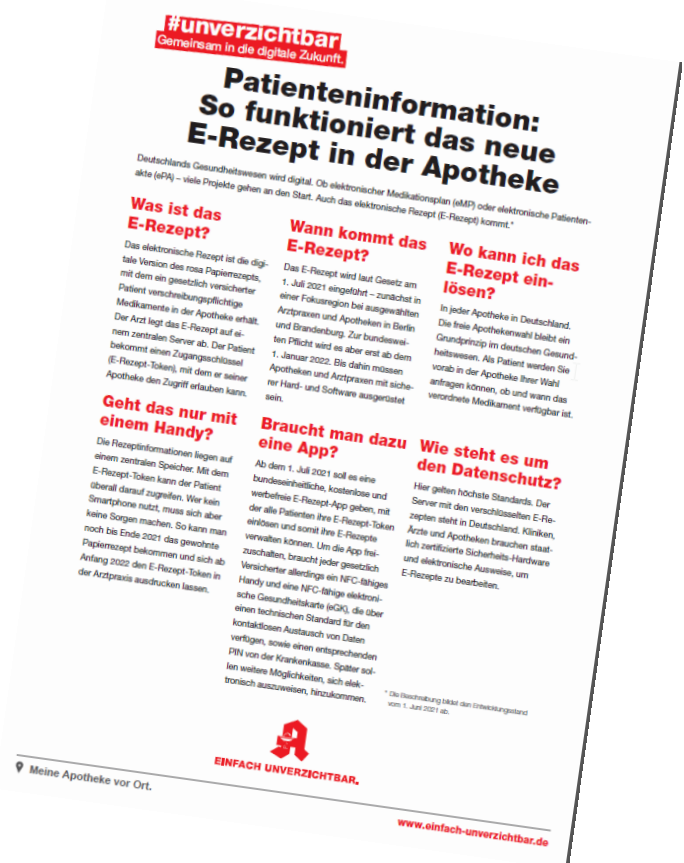 #unverzichtbar
Gemeinsam in die digitale Zukunft.
Patienteninformation:
So funktioniert das neue
E-Rezept in der Apotheke
Deutschlands Gesundheitswesen wird digital. Ob elektronischer Medikationsplan (eMP) oder elektronische Patienten-
akte (ePA) – viele Projekte gehen an den Start. Auch das elektronische Rezept (E-Rezept) kommt.*
Was ist das
E-Rezept?
Das elektronische Rezept ist die digi-
tale Version des rosa Papierrezepts,
mit dem ein gesetzlich versicherter
Patient verschreibungspflichtige
Medikamente in der Apotheke erhält.
Der Arzt legt das E-Rezept auf ei-
nem zentralen Server ab. Der Patient
bekommt einen Zugangsschlüssel
(E-Rezept-Token), mit dem er seiner
Apotheke den Zugriff erlauben kann.
Wann kommt das
E-Rezept?
Das E-Rezept wird laut Gesetz am
1. Juli 2021 eingeführt – zunächst in
einer Fokusregion bei ausgewählten
Arztpraxen und Apotheken in Berlin
und Brandenburg. Zur bundeswei-
ten Pflicht wird es aber erst ab dem
1. Januar 2022. Bis dahin müssen
Apotheken und Arztpraxen mit siche-
rer Hard- und Software ausgerüstet
sein.
Wo kann ich das
E-Rezept ein-
lösen?
In jeder Apotheke in Deutschland.
Die freie Apothekenwahl bleibt ein
Grundprinzip im deutschen Gesund-
heitswesen. Als Patient werden Sie
vorab in der Apotheke Ihrer Wahl
anfragen können, ob und wann das
verordnete Medikament verfügbar ist.
Geht das nur mit
einem Handy?
Die Rezeptinformationen liegen auf
einem zentralen Speicher. Mit dem
E-Rezept-Token kann der Patient
überall darauf zugreifen. Wer kein
Smartphone nutzt, muss sich aber
keine Sorgen machen. So kann man
noch bis Ende 2021 das gewohnte
Papierrezept bekommen und sich ab
Anfang 2022 den E-Rezept-Token in
der Arztpraxis ausdrucken lassen.
Braucht man dazu
eine App?
Ab dem 1. Juli 2021 soll es eine
bundeseinheitliche, kostenlose und
werbefreie E-Rezept-App geben, mit
der alle Patienten ihre E-Rezept-Token
einlösen und somit ihre E-Rezepte
verwalten können. Um die App frei-
zuschalten, braucht jeder gesetzlich
Versicherter allerdings ein NFC-fähiges
Handy und eine NFC-fähige elektroni-
sche Gesundheitskarte (eGK), die über
einen technischen Standard für den
kontaktlosen Austausch von Daten
verfügen, sowie einen entsprechenden
PIN von der Krankenkasse. Später sol-
len weitere Möglichkeiten, sich elek-
tronisch auszuweisen, hinzukommen.
Wie steht es um
den Datenschutz?
Hier gelten höchste Standards. Der
Server mit den verschlüsselten E-Re-
zepten steht in Deutschland. Kliniken,
Ärzte und Apotheken brauchen staat-
lich zertifizierte Sicherheits-Hardware
und elektronische Ausweise, um
E-Rezepte zu bearbeiten.
* Die Beschreibung bildet den Entwicklungsstand
vom 1. Juni 2021 ab.
EINFACH UNVERZICHTBAR.
Meine Apotheke vor Ort.
www.einfach-unverzichtbar.de